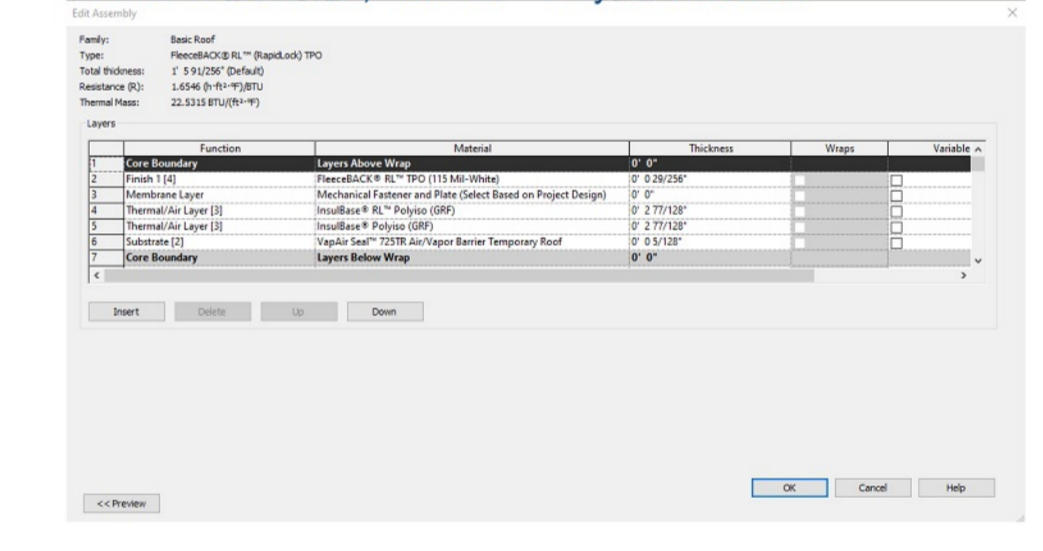 Edit Assembly
Family: Basic Roof
Type: FleeceBACK® RL™ (RapidLock) TPO
Total thickness: 1' 5 91/256" (Default)
Resistance (R): 1.6546 (h·ft²·°F)/BTU
Thermal Mass: 22.5315 BTU/(ft²·°F)
Layers
Function Material Thickness Wraps Variable
1 Core Boundary Layers Above Wrap 0' 0"
2 Finish 1 [4] FleeceBACK® RL™ TPO (115 Mil-White) 0' 0 29/256"
3 Membrane Layer Mechanical Fastener and Plate (Select Based on Project Design) 0' 0"
4 Thermal/Air Layer [3] InsulBase® RL™ Polyiso (GRF) 0' 2 77/128"
5 Thermal/Air Layer [3] InsulBase® Polyiso (GRF) 0' 2 77/128"
6 Substrate [2] VapAir Seal™ 725TR Air/Vapor Barrier Temporary Roof 0' 0 5/128"
7 Core Boundary Layers Below Wrap 0' 0"
Insert Delete Up Down
OK Cancel Help
<< Preview